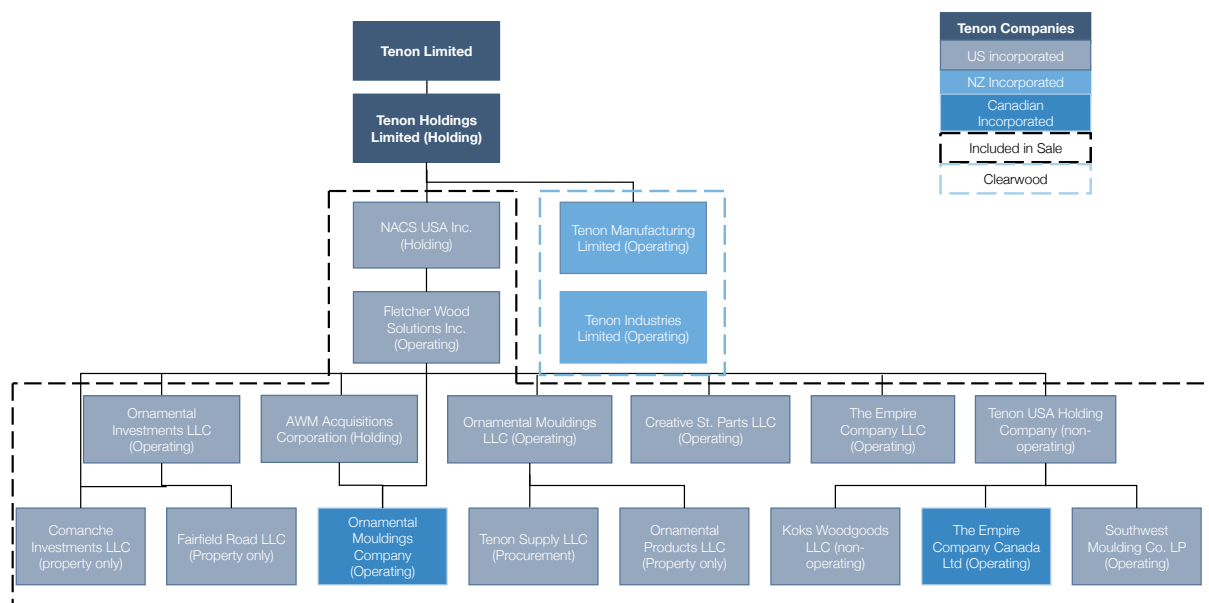 Tenon Limited
Tenon Holdings
Limited (Holding)
Tenon Companies
US incorporated
NZ Incorporated
Canadian
Incorporated
Included in Sale
Clearwood
NACS USA Inc.
(Holding)
Tenon Manufacturing
Limited (Operating)
Fletcher Wood
Solutions Inc.
(Operating)
Tenon Industries
Limited (Operating)
Ornamental
Investments LLC
(Operating)
AWM Acquisitions
Corporation (Holding)
Ornamental Mouldings
LLC (Operating)
Creative St. Parts LLC
(Operating)
The Empire
Company LLC
(Operating)
Tenon USA Holding
Company (non-
operating)
Comanche
Investments LLC
(property only)
Fairfield Road LLC
(Property only)
Ornamental
Mouldings
Company
(Operating)
Tenon Supply LLC
(Procurement)
Ornamental
Products LLC
(Property only)
Koks Woodgoods
LLC (non-
operating)
The Empire
Company Canada
Ltd (Operating)
Southwest
Moulding Co. LP
(Operating)